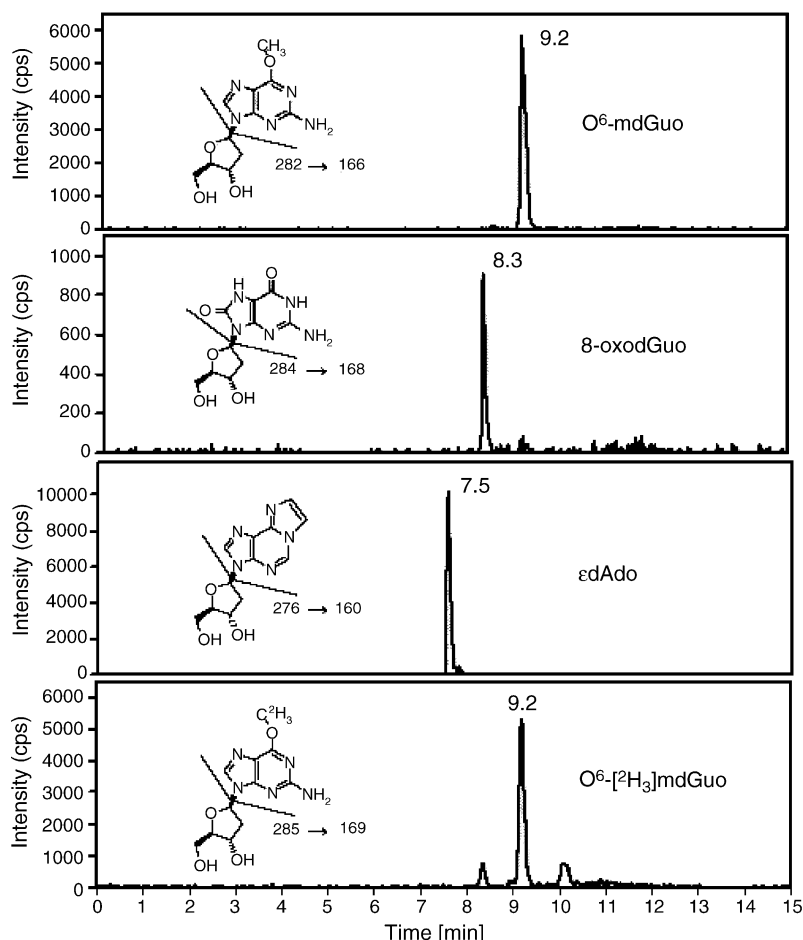 Intensity (cps)
6000
5000
4000
3000
2000
1000
0
CH3
O
N
N
N
N
NH2
O
OH
OH
282 → 166
9.2
O6-mdGuo
Intensity (cps)
1000
800
600
400
200
0
O
H
N
NH
O
N
N
NH2
O
OH
OH
284 → 168
8.3
8-oxodGuo
Intensity (cps)
10000
8000
6000
4000
2000
0
N
N
N
N
N
O
OH
OH
276 → 160
7.5
εdAdo
Intensity (cps)
6000
5000
4000
3000
2000
1000
0
C2H3
O
N
N
N
N
NH2
O
OH
OH
285 → 169
9.2
O6-[2H3]mdGuo
0 1 2 3 4 5 6 7 8 9 10 11 12 13 14 15
Time [min]